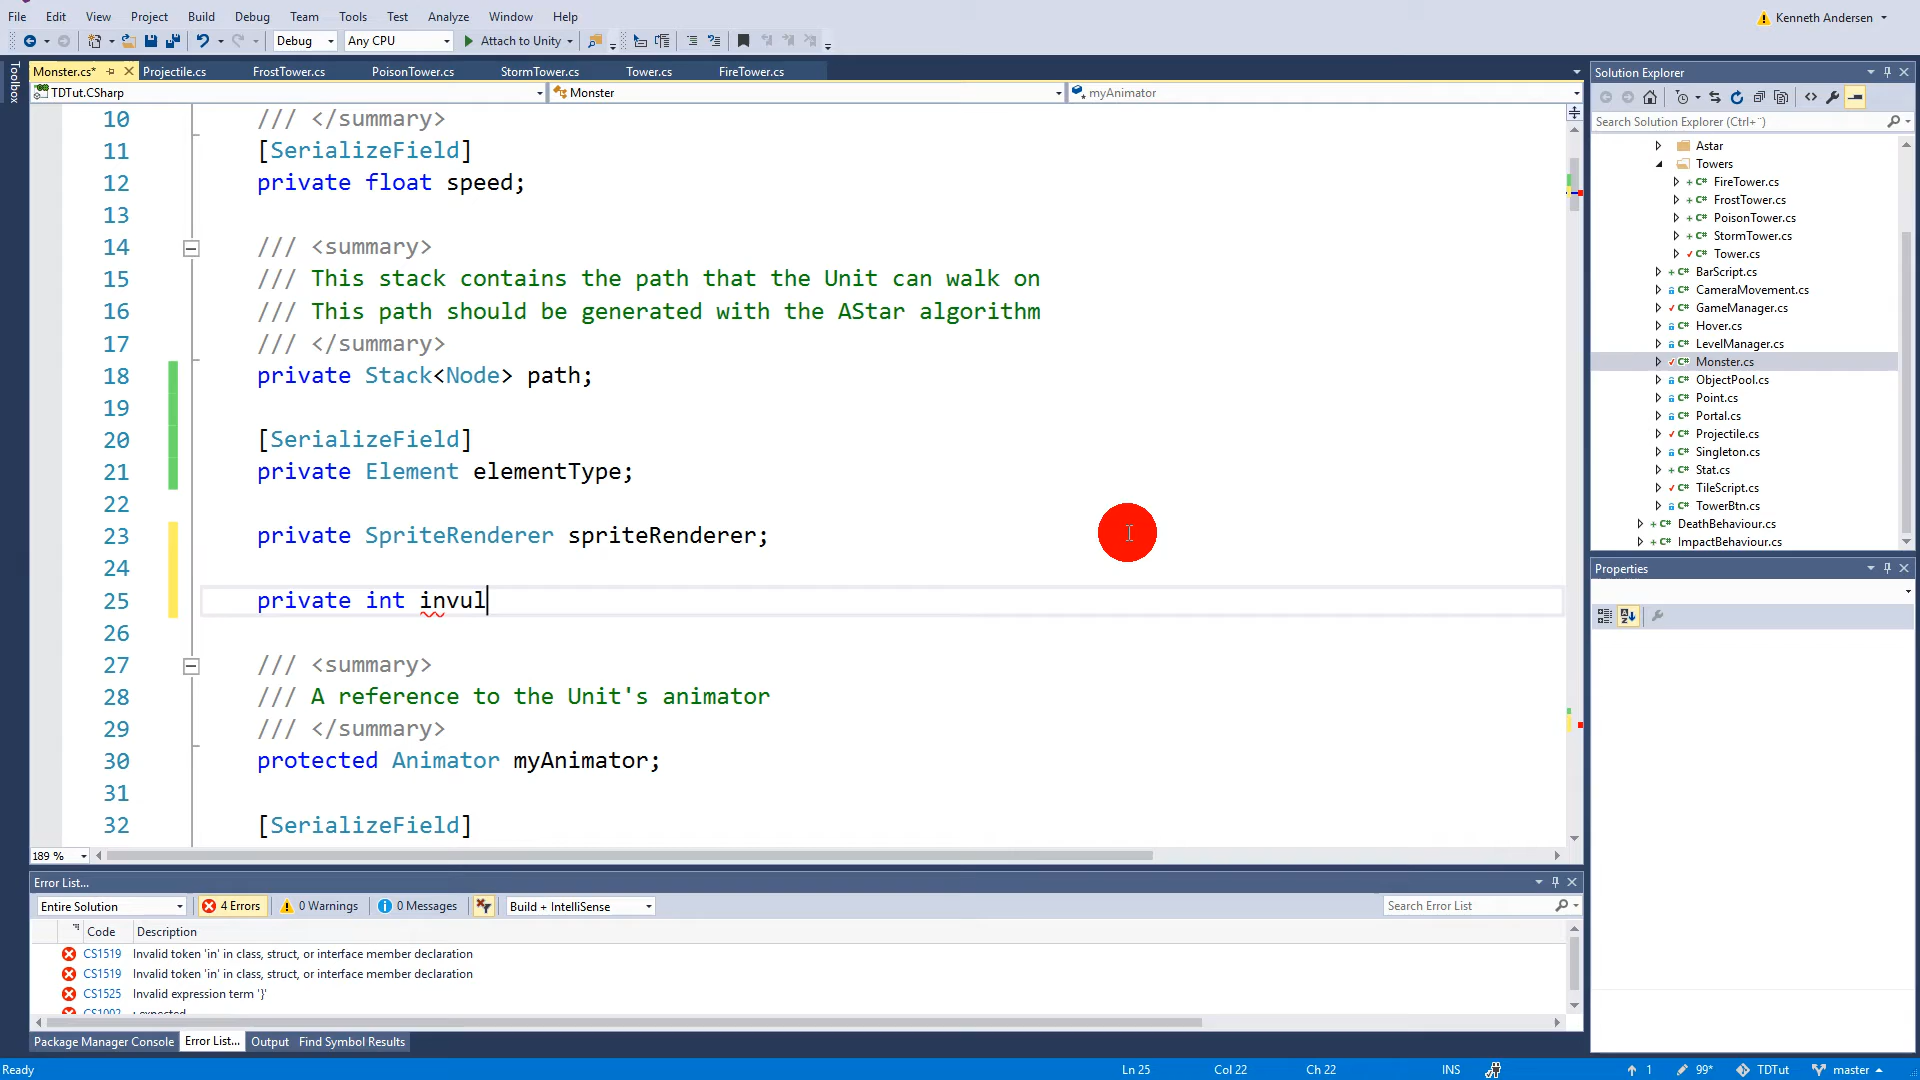 File Edit View Project Build Debug Team Tools Test Analyze Window Help
Kenneth Andersen
Debug Any CPU Attach to Unity
Toolbox
Monster.cs* Projectile.cs FrostTower.cs PoisonTower.cs StormTower.cs Tower.cs FireTower.cs
TDTut.CSharp Monster myAnimator
10 /// </summary>
11 [SerializeField]
12 private float speed;
13
14 /// <summary>
15 /// This stack contains the path that the Unit can walk on
16 /// This path should be generated with the AStar algorithm
17 /// </summary>
18 private Stack<Node> path;
19
20 [SerializeField]
21 private Element elementType;
22
23 private SpriteRenderer spriteRenderer;
24
25 private int invul
26
27 /// <summary>
28 /// A reference to the Unit's animator
29 /// </summary>
30 protected Animator myAnimator;
31
32 [SerializeField]
189 %
Solution Explorer
Search Solution Explorer (Ctrl+¨)
Astar
Towers
C# FireTower.cs
C# FrostTower.cs
C# PoisonTower.cs
C# StormTower.cs
C# Tower.cs
C# BarScript.cs
C# CameraMovement.cs
C# GameManager.cs
C# Hover.cs
C# LevelManager.cs
C# Monster.cs
C# ObjectPool.cs
C# Point.cs
C# Portal.cs
C# Projectile.cs
C# Singleton.cs
C# Stat.cs
C# TileScript.cs
C# TowerBtn.cs
C# DeathBehaviour.cs
C# ImpactBehaviour.cs
Properties
Error List...
Entire Solution 4 Errors 0 Warnings 0 Messages Build + IntelliSense Search Error List
Code Description
CS1519 Invalid token 'in' in class, struct, or interface member declaration
CS1519 Invalid token 'in' in class, struct, or interface member declaration
CS1525 Invalid expression term '}'
CS1002 ; expected
Package Manager Console Error List... Output Find Symbol Results
Ready Ln 25 Col 22 Ch 22 INS 1 99* TDTut master